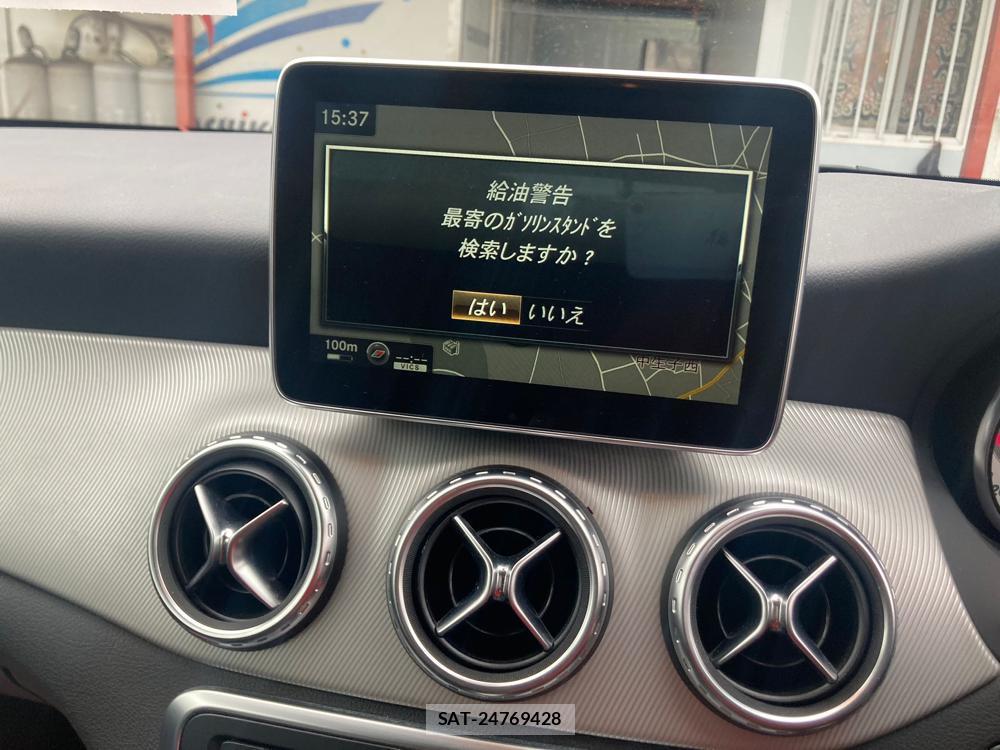 15:37
給油警告
最寄のｶﾞｿﾘﾝｽﾀﾝﾄﾞを
検索しますか？
はい いいえ
100m
--:--
VICS
SAT-24769428